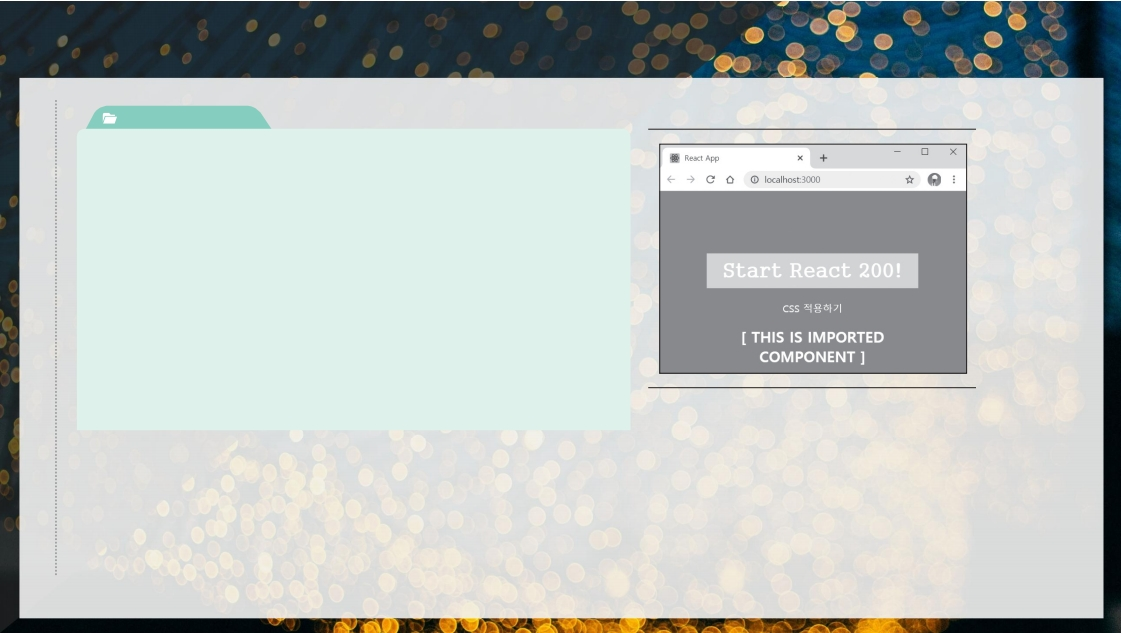 React App
localhost:3000
Start React 200!
CSS 적용하기
[ THIS IS IMPORTED
COMPONENT ]